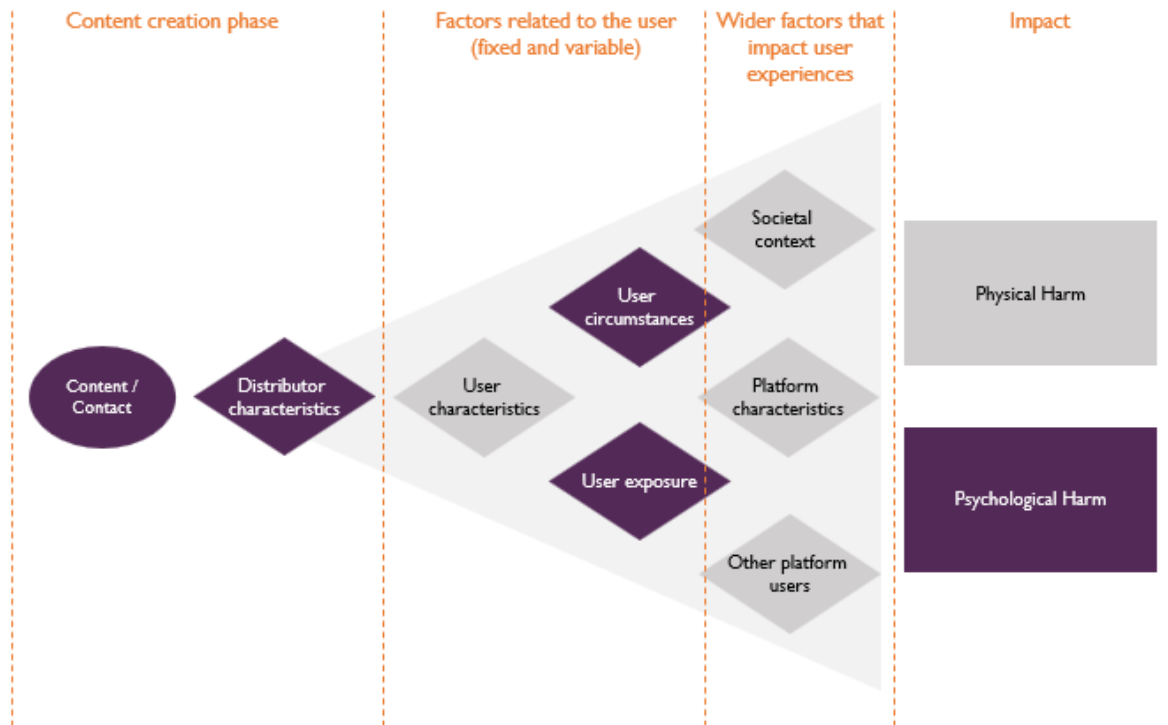 Content creation phase
Factors related to the user
(fixed and variable)
Wider factors that
impact user
experiences
Impact
Content /
Contact
Distributor
characteristics
User
characteristics
User
circumstances
User exposure
Societal
context
Platform
characteristics
Other platform
users
Physical Harm
Psychological Harm